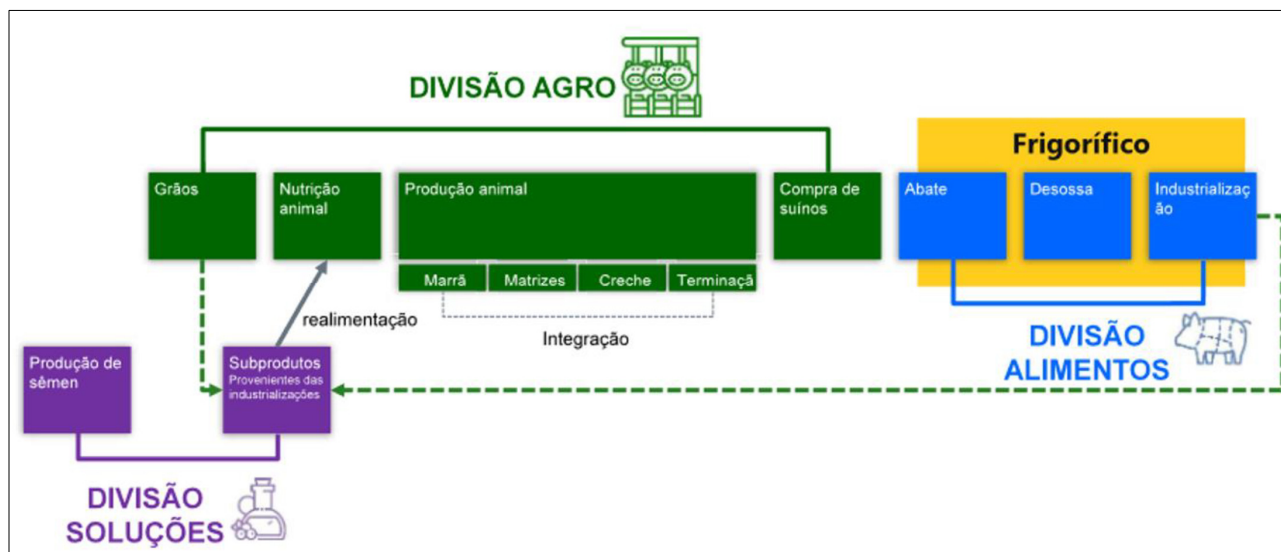 DIVISÃO AGRO
Frigorífico
Grãos
Nutrição
animal
Produção animal
Compra de
suínos
Abate
Desossa
Industrializaç
ão
Marrã
Matrizes
Creche
Terminaçã
realimentação
Integração
DIVISÃO
ALIMENTOS
Produção de
sêmen
Subprodutos
Provenientes das
industrializações
DIVISÃO
SOLUÇÕES